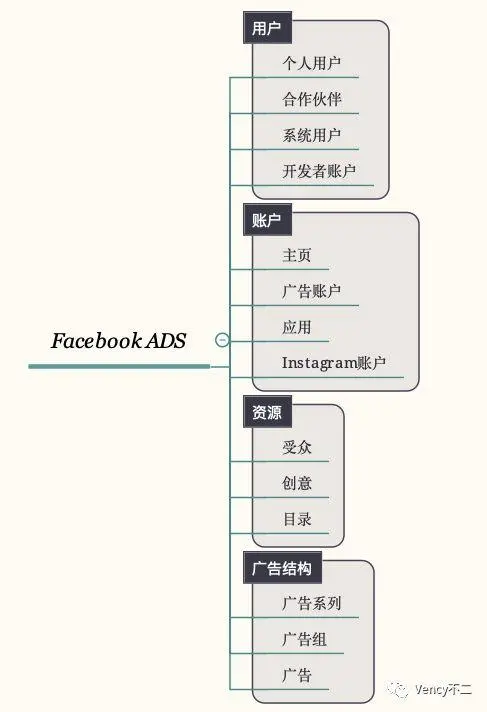 用户
个人用户
合作伙伴
系统用户
开发者账户
账户
主页
广告账户
Facebook ADS
应用
Instagram账户
资源
受众
创意
目录
广告结构
广告系列
广告组
广告
Vency不二